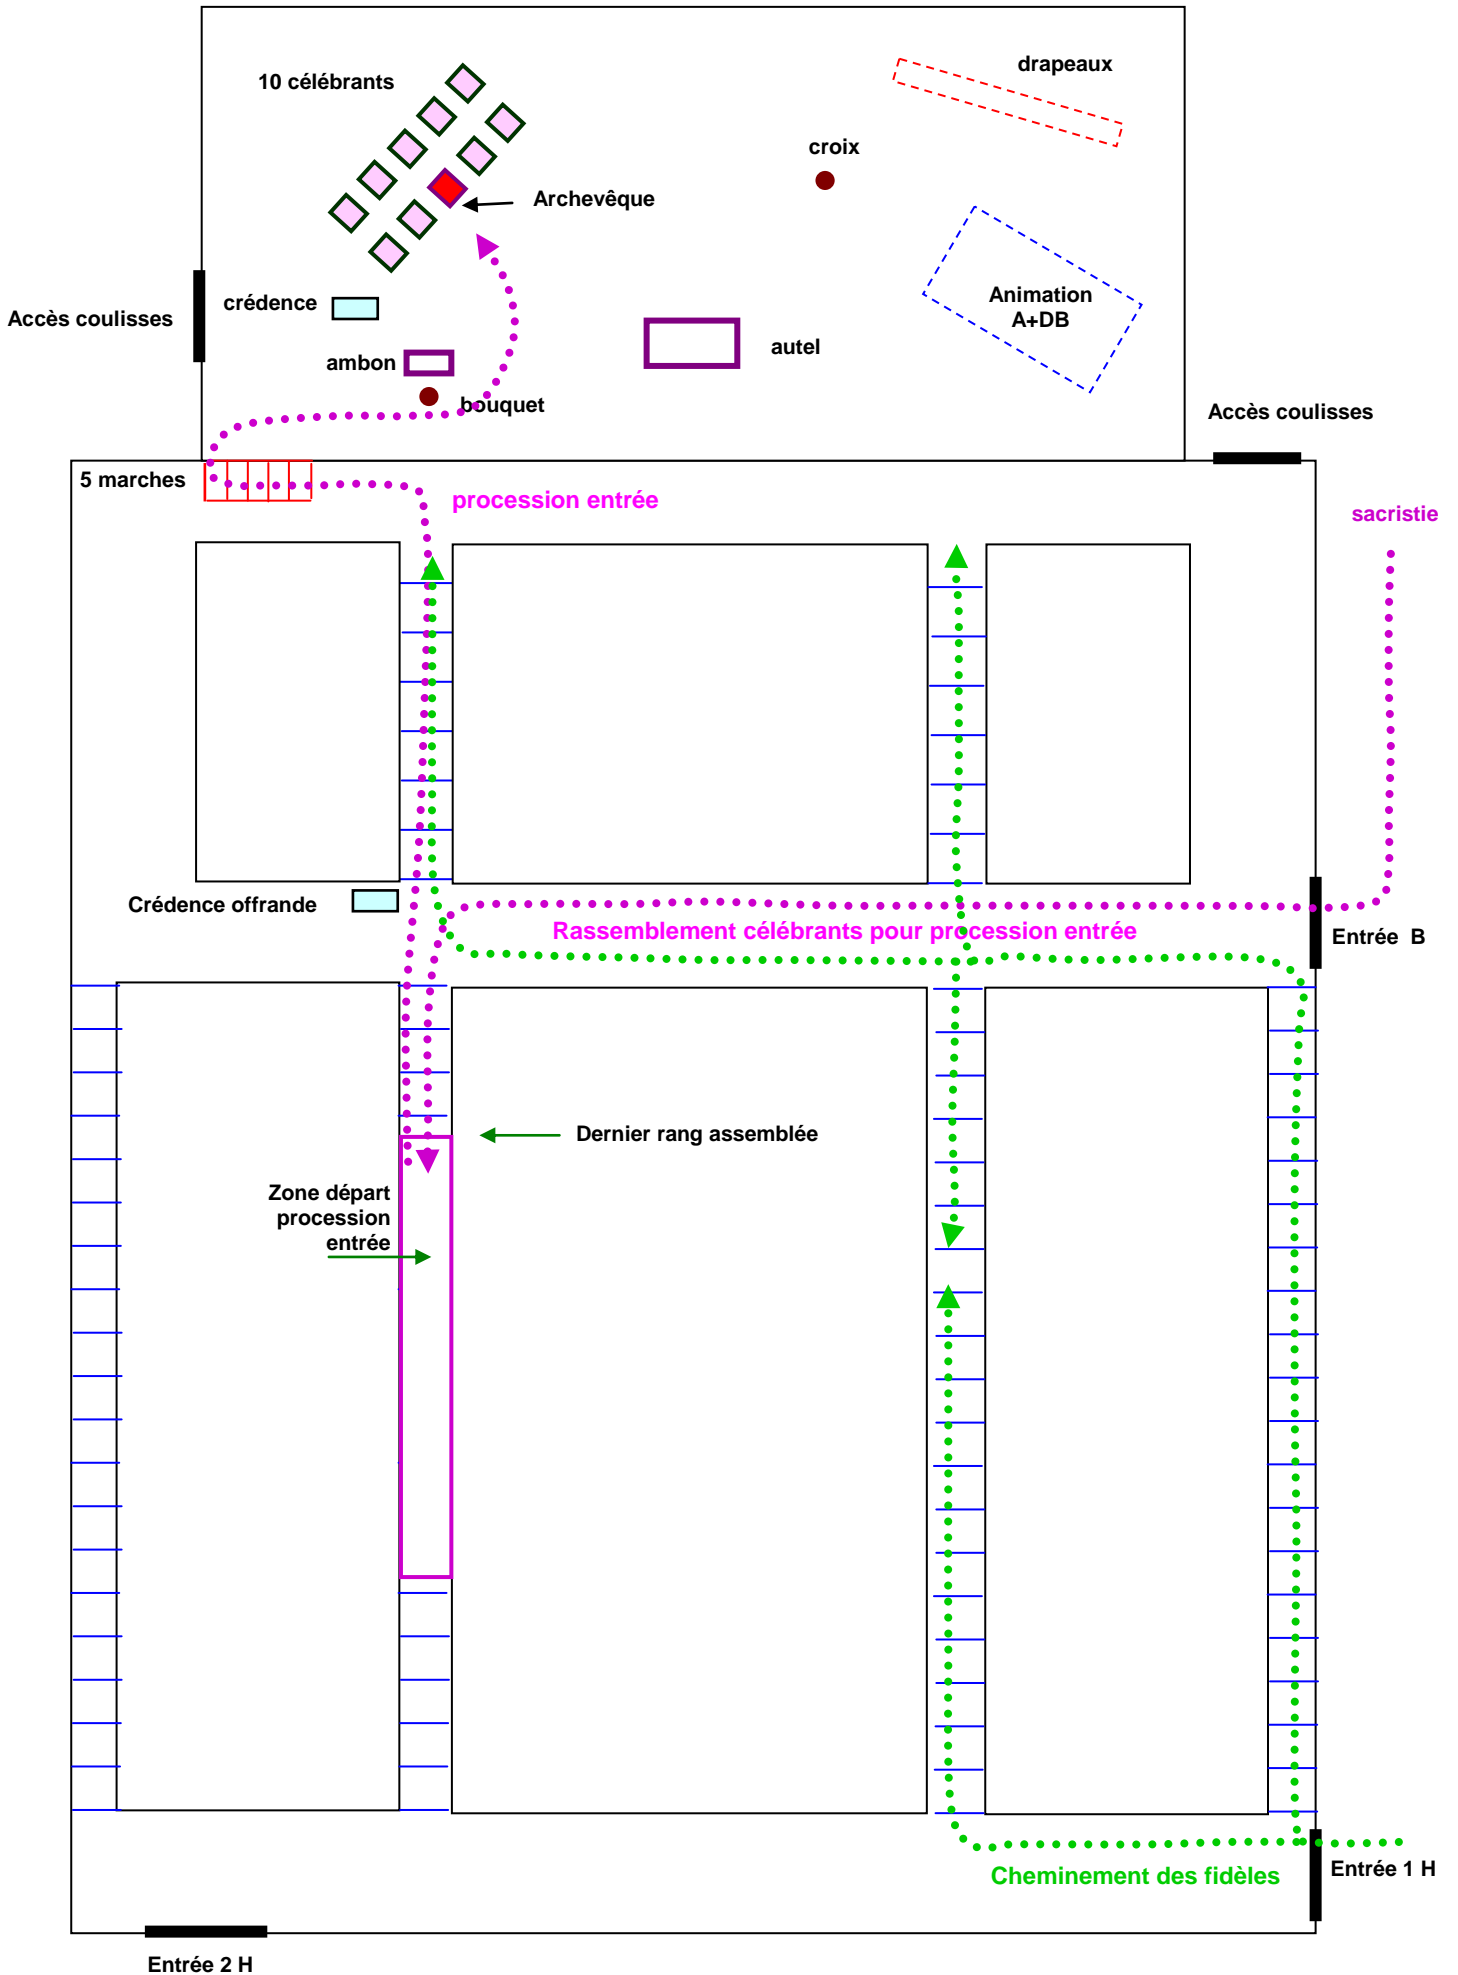 10 célébrants
drapeaux
croix
Archevêque
Accès coulisses
crédence
Animation
A+DB
autel
ambon
bouquet
Accès coulisses
5 marches
procession entrée
sacristie
Crédence offrande
Rassemblement célébrants pour procession entrée
Entrée B
Dernier rang assemblée
Zone départ
procession
entrée
Cheminement des fidèles
Entrée 1 H
Entrée 2 H